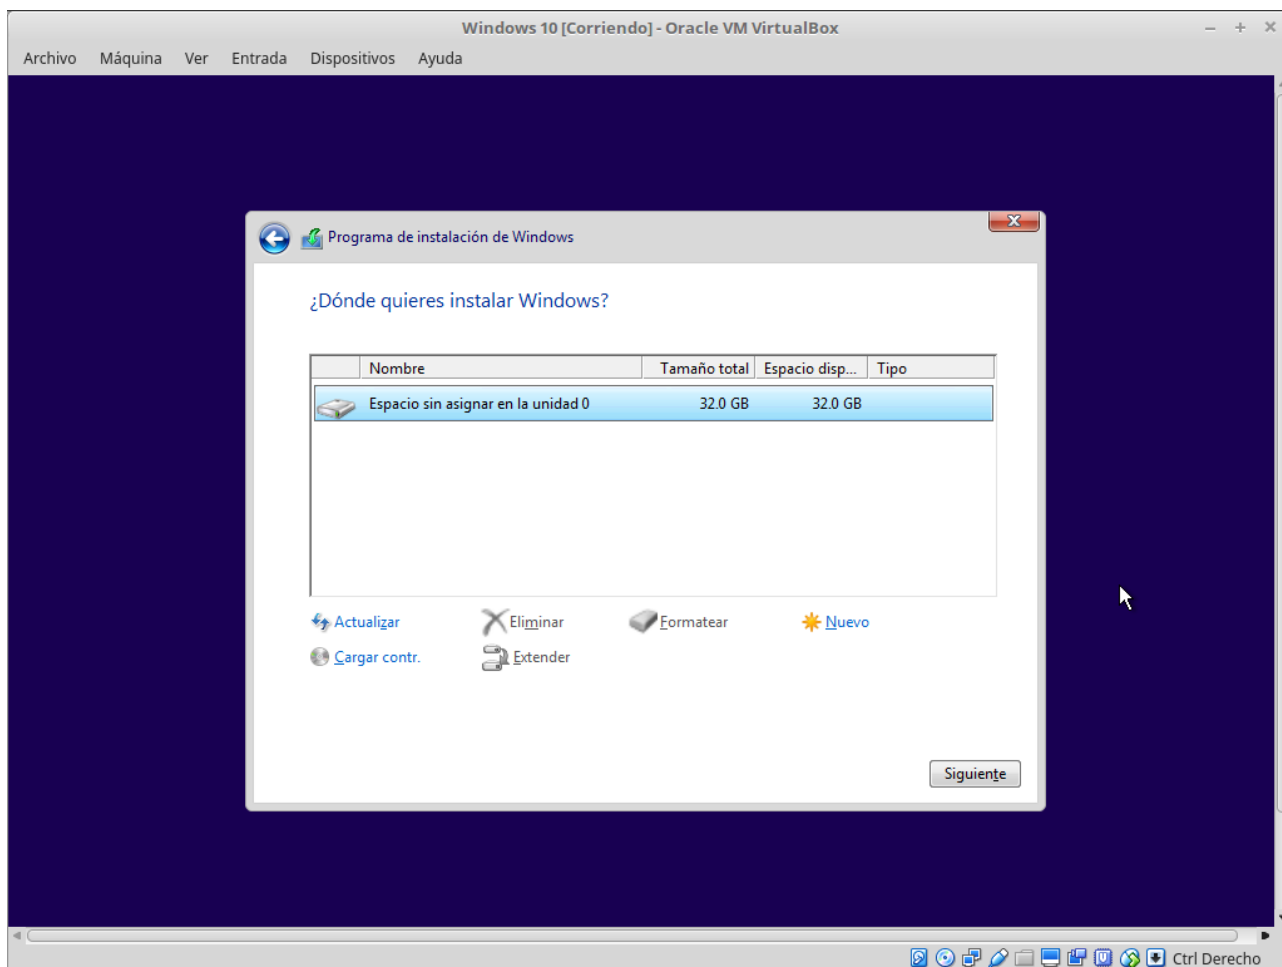 Windows 10 [Corriendo] - Oracle VM VirtualBox
Archivo Máquina Ver Entrada Dispositivos Ayuda
Programa de instalación de Windows
¿Dónde quieres instalar Windows?
Nombre Tamaño total Espacio disp... Tipo
Espacio sin asignar en la unidad 0 32.0 GB 32.0 GB
Actualizar Eliminar Formatear Nuevo
Cargar contr. Extender
Siguiente
Ctrl Derecho